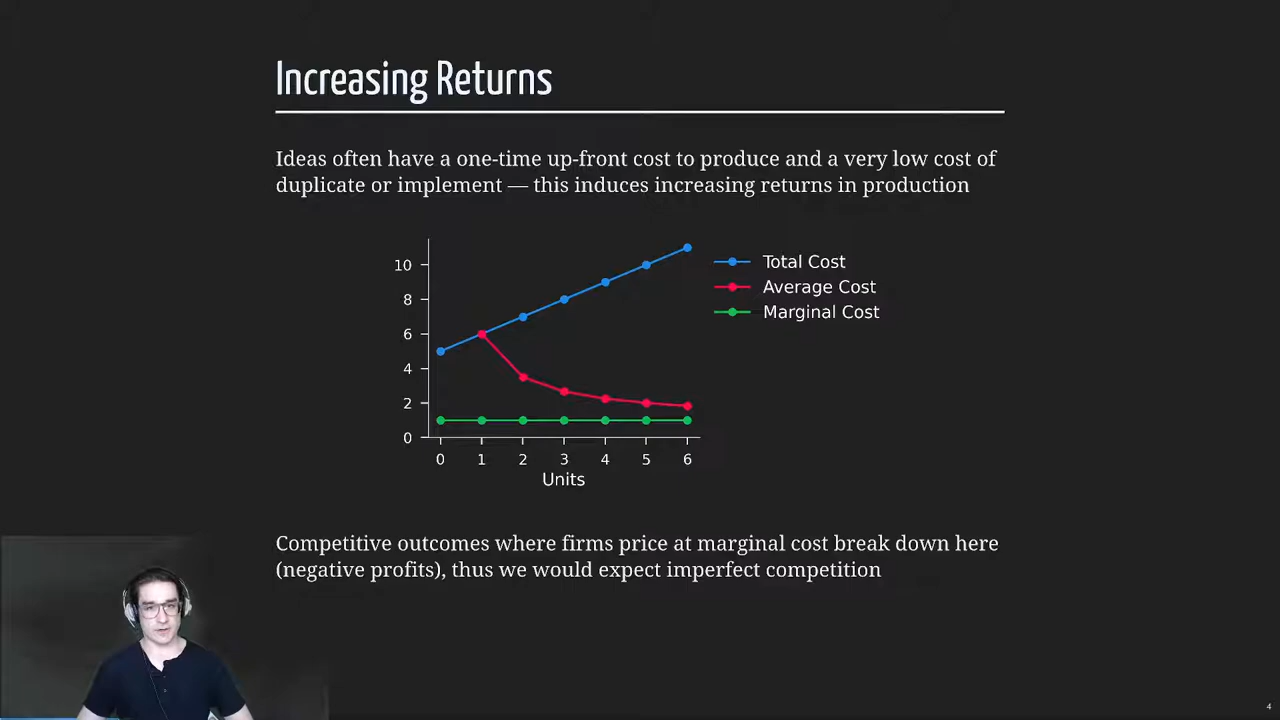 Increasing Returns
Ideas often have a one-time up-front cost to produce and a very low cost of
duplicate or implement — this induces increasing returns in production
10
8
6
4
2
0
0 1 2 3 4 5 6
Units
Total Cost
Average Cost
Marginal Cost
Competitive outcomes where firms price at marginal cost break down here
(negative profits), thus we would expect imperfect competition
4